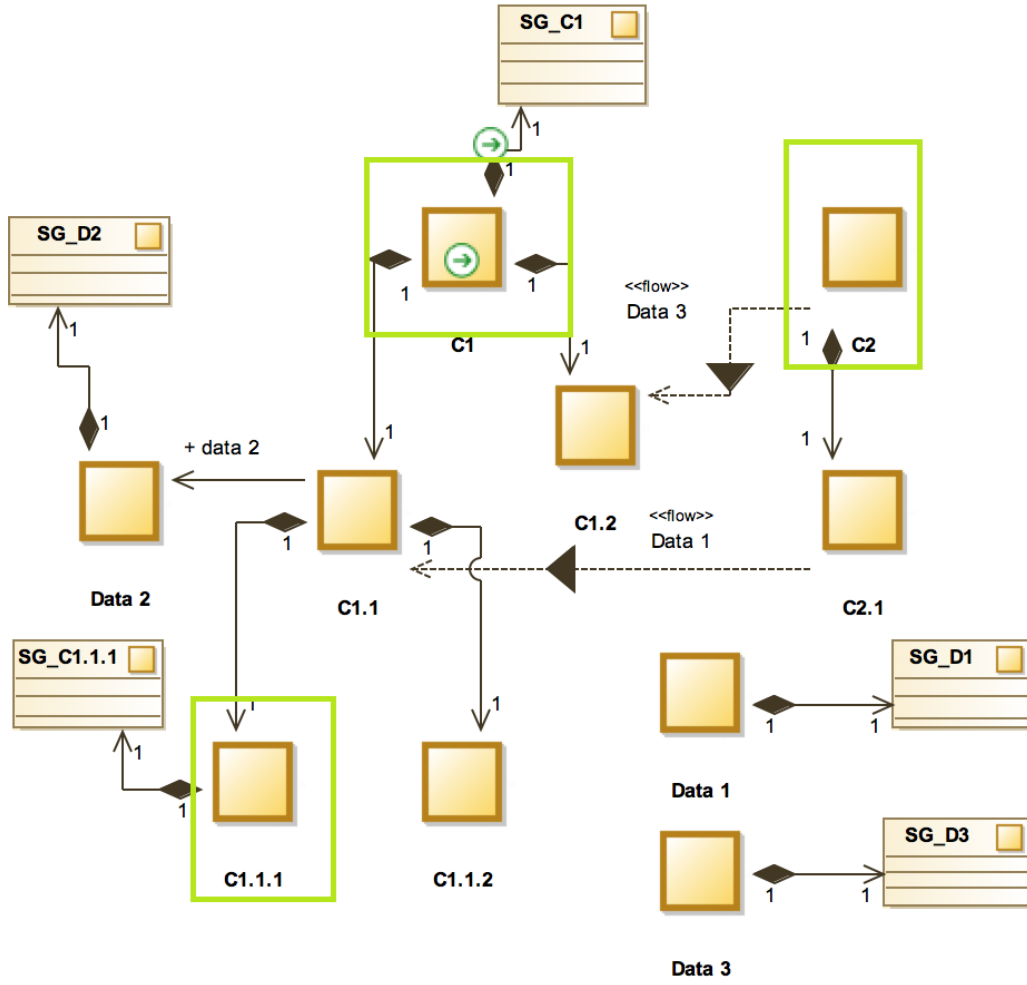 SG_C1
1
1
SG_D2
1
1
1
<<flow>>
Data 3
1
C1
C2
1
1
1
1
1
+ data 2
C1.2
<<flow>>
Data 1
1
1
Data 2
C1.1
C2.1
SG_C1.1.1
SG_D1
1
1
1
1
1
1
Data 1
SG_D3
C1.1.1
C1.1.2
1
1
Data 3